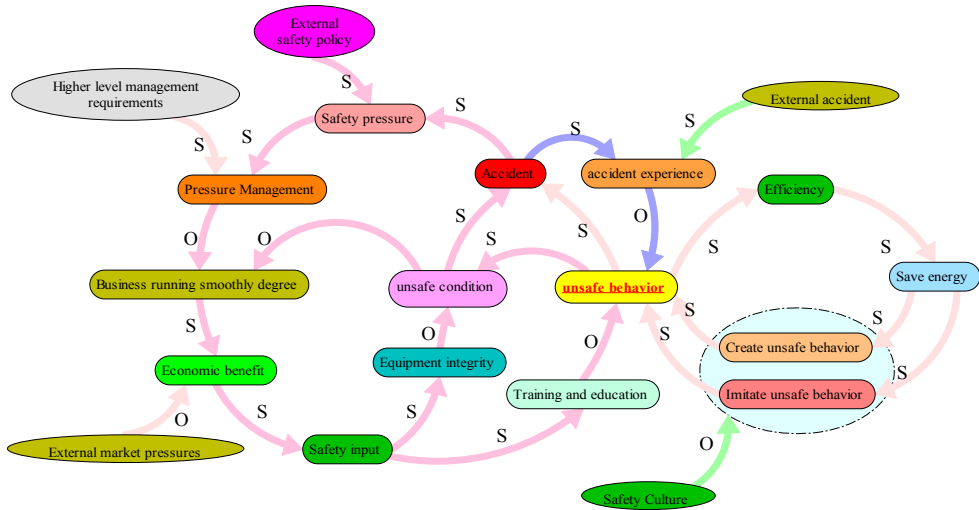 External
safety policy
Higher level management
requirements
S
External accident
Safety pressure
S
S
S
S
S
Accident
accident experience
Pressure Management
Efficiency
O
S
O
O
S
S
S
S
Business running smoothly degree
unsafe condition
unsafe behavior
Save energy
S
O
O
S
S
S
Create unsafe behavior
Economic benefit
Equipment integrity
S
S
Training and education
Imitate unsafe behavior
O
S
S
S
O
External market pressures
Safety input
Safety Culture